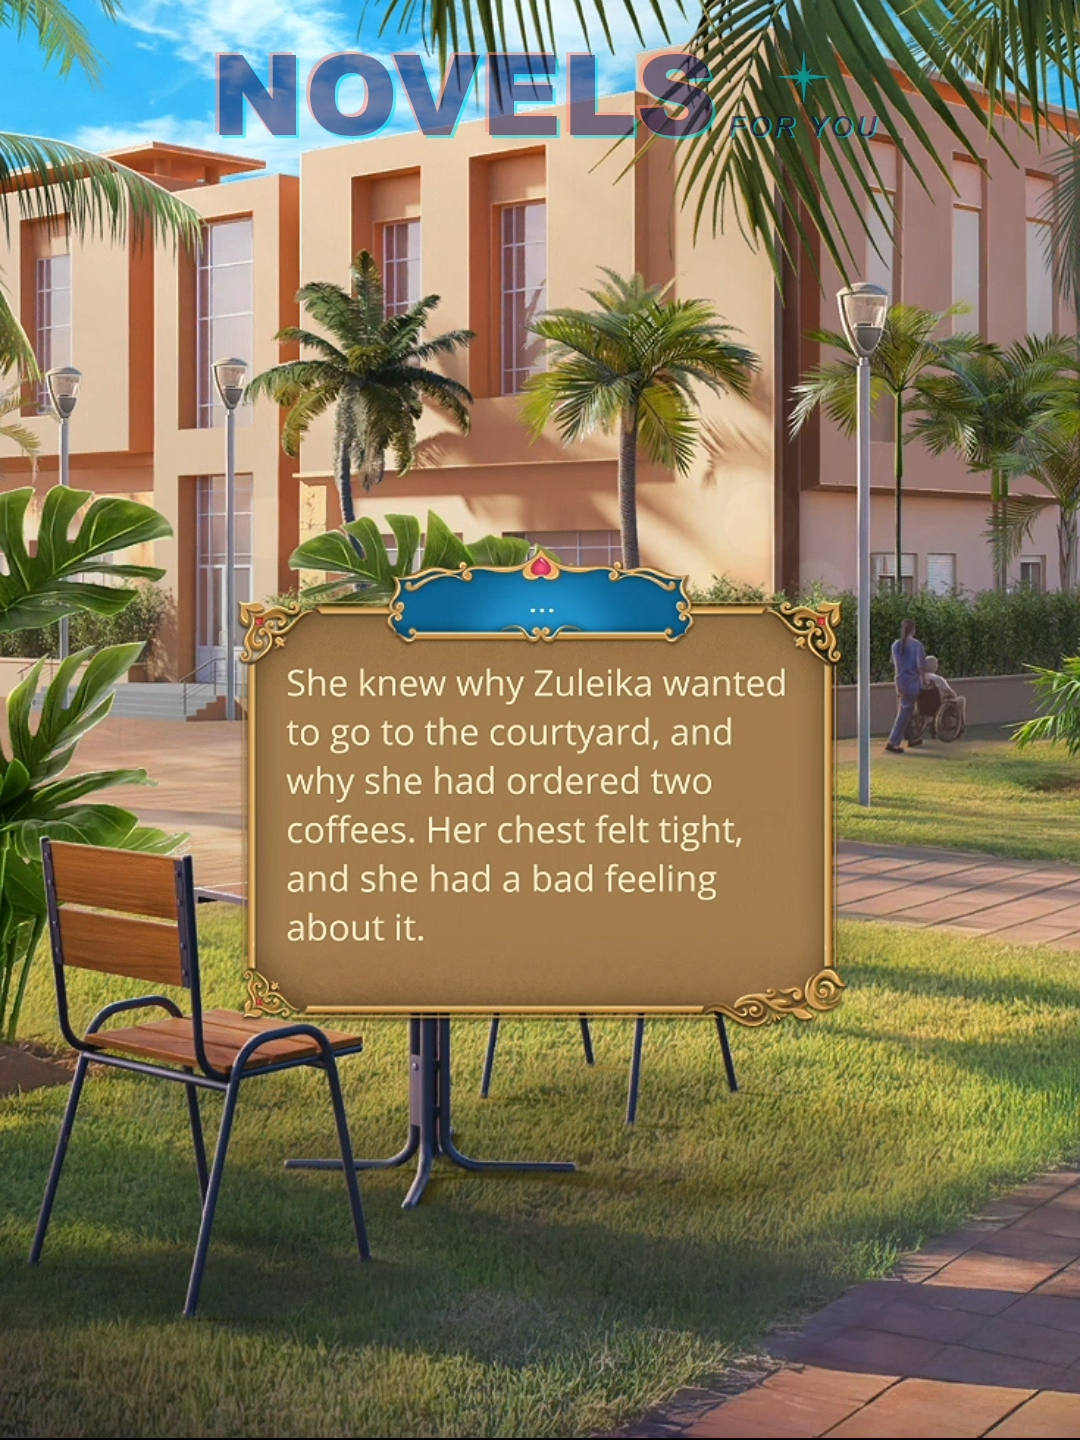 NOVELS
FOR YOU
...
She knew why Zuleika wanted
to go to the courtyard, and
why she had ordered two
coffees. Her chest felt tight,
and she had a bad feeling
about it.